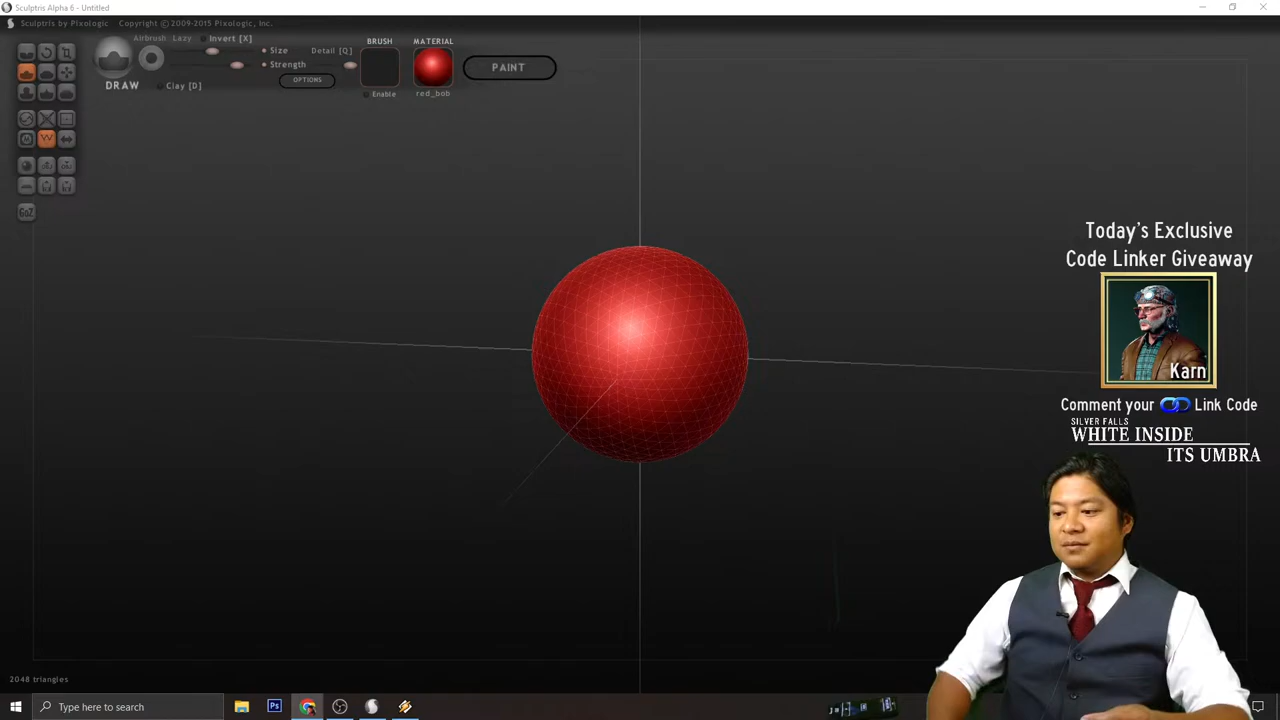 Sculptris Alpha 6 - Untitled
Sculptris by Pixologic Copyright ©2009-2015 Pixologic, Inc.
Airbrush Lazy Invert [X]
BRUSH MATERIAL
Size Detail [Q]
Strength
PAINT
OPTIONS
DRAW Clay [D]
Enable red_bob
GoZ
Today's Exclusive
Code Linker Giveaway
Karn
Comment your Link Code
SILVER FALLS
WHITE INSIDE
ITS UMBRA
2048 triangles
Type here to search
Ps